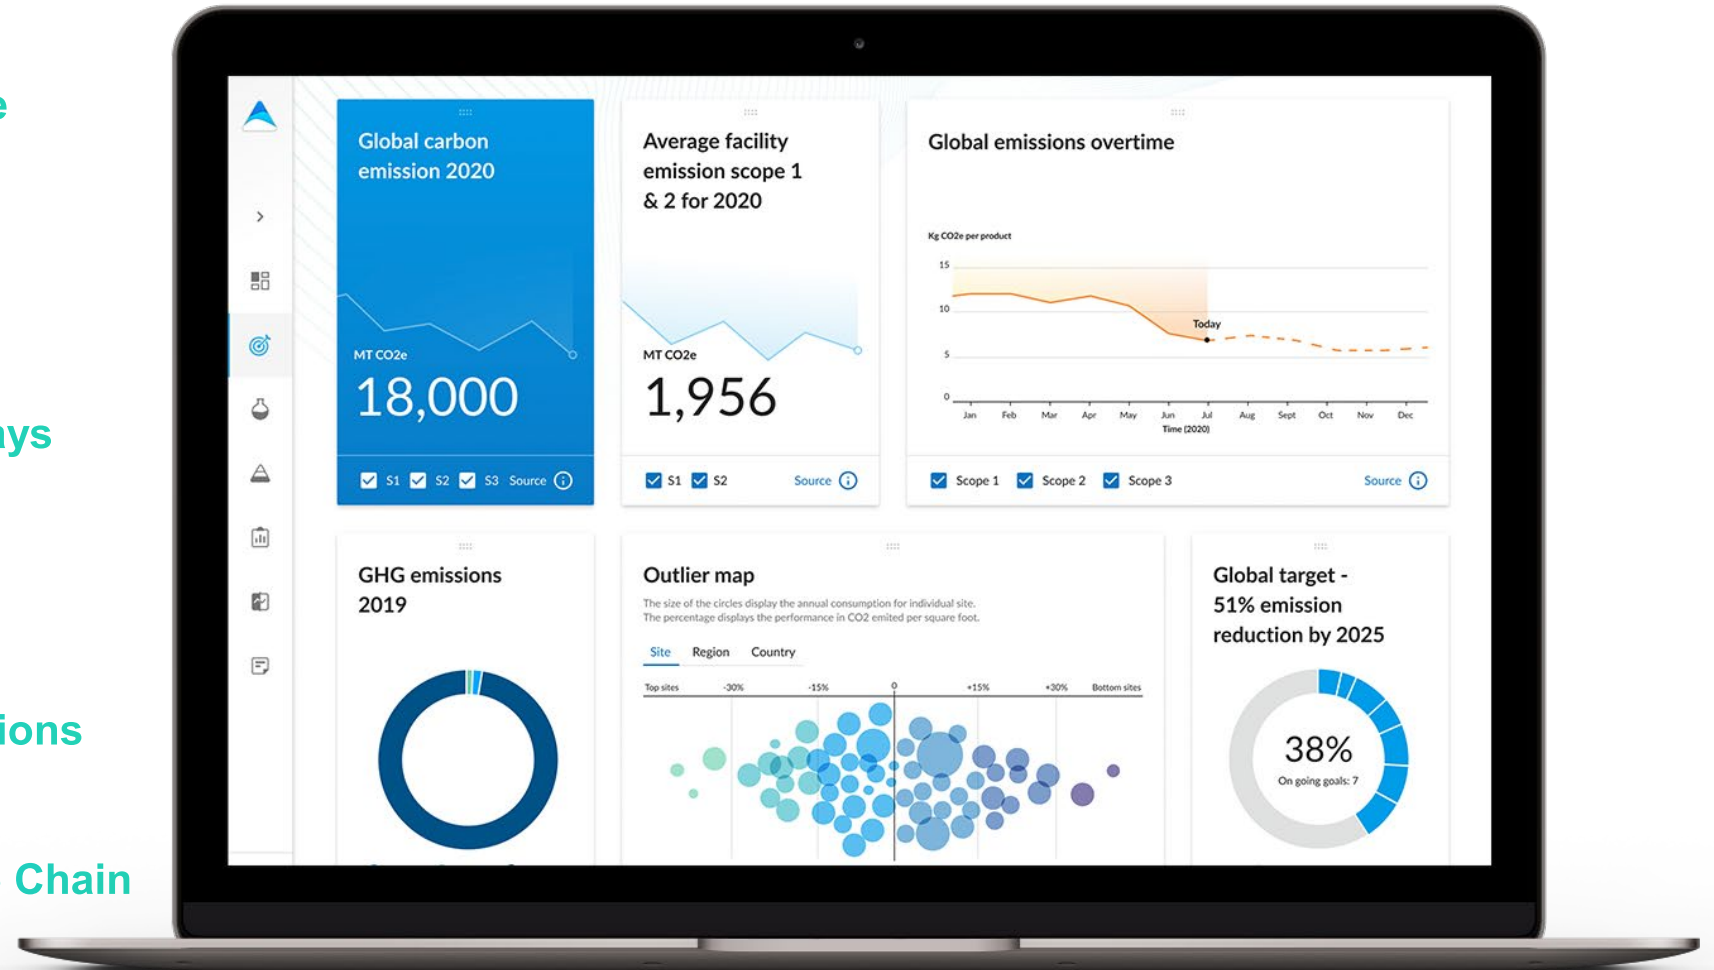 Global carbon
emission 2020
MT CO2e
18,000
S1 S2 S3 Source
Average facility
emission scope 1
& 2 for 2020
MT CO2e
1,956
S1 S2 Source
Global emissions overtime
Kg CO2e per product
15
10
5
0
Today
Jan Feb Mar Apr May Jun Jul Aug Sept Oct Nov Dec
Time (2020)
Scope 1 Scope 2 Scope 3 Source
GHG emissions
2019
Outlier map
The size of the circles display the annual consumption for individual site.
The percentage displays the performance in CO2 emited per square foot.
Site Region Country
Top sites -30% -15% 0 +15% +30% Bottom sites
Global target -
51% emission
reduction by 2025
38%
On going goals: 7
Chain